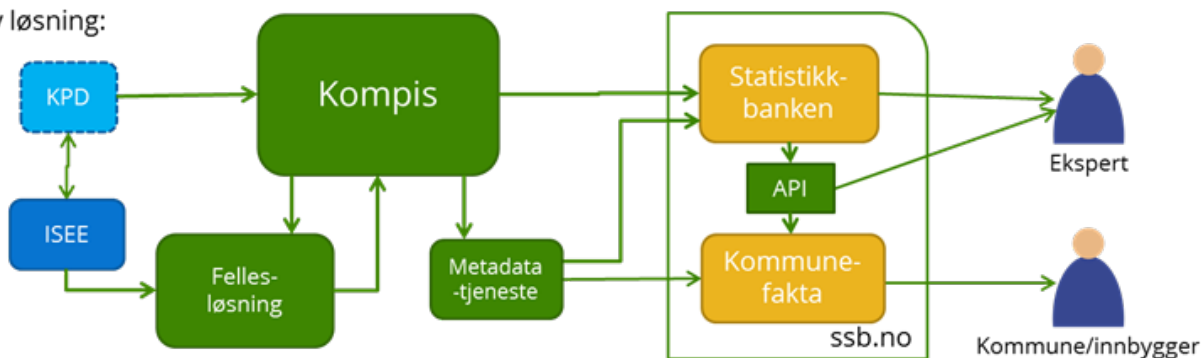 løsning:
KPD
Kompis
Statistikk-
banken
Ekspert
API
ISEE
Felles-
løsning
Metadata
-tjeneste
Kommune-
fakta
ssb.no
Kommune/innbygger